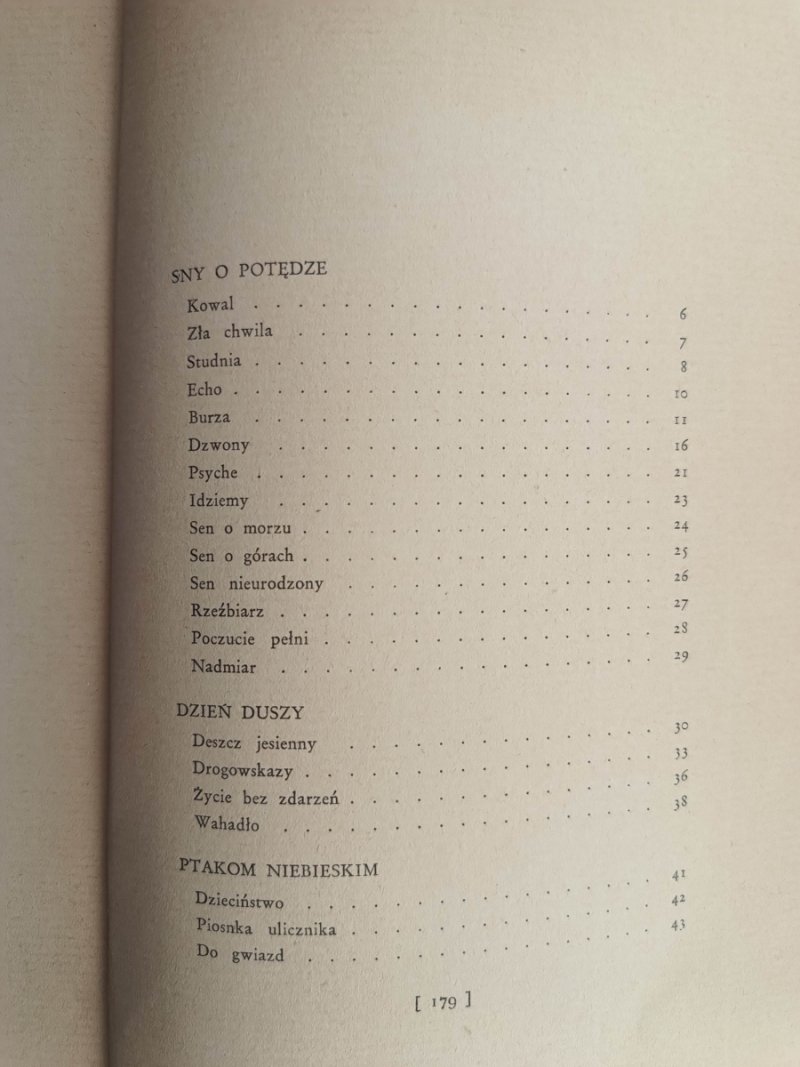 SNY O POTĘDZE
Kowal . . . . . . . . . . . . . . . . . . 6
Zła chwila . . . . . . . . . . . . . . . . 7
Studnia . . . . . . . . . . . . . . . . . . 8
Echo . . . . . . . . . . . . . . . . . . . 10
Burza . . . . . . . . . . . . . . . . . . 11
Dzwony . . . . . . . . . . . . . . . . . 16
Psyche . . . . . . . . . . . . . . . . . . 21
Idziemy . . . . . . . . . . . . . . . . . 23
Sen o morzu . . . . . . . . . . . . . . . . 24
Sen o górach . . . . . . . . . . . . . . . . 25
Sen nieurodzony . . . . . . . . . . . . . . 26
Rzeźbiarz . . . . . . . . . . . . . . . . . 27
Poczucie pełni . . . . . . . . . . . . . . . 28
Nadmiar . . . . . . . . . . . . . . . . . 29
DZIEŃ DUSZY
Deszcz jesienny . . . . . . . . . . . . . . 30
Drogowskazy . . . . . . . . . . . . . . . . 33
Życie bez zdarzeń . . . . . . . . . . . . . . 36
Wahadło . . . . . . . . . . . . . . . . . 38
PTAKOM NIEBIESKIM
Dzieciństwo . . . . . . . . . . . . . . . . 41
Piosnka ulicznika . . . . . . . . . . . . . . 42
Do gwiazd . . . . . . . . . . . . . . . . 43
[ 179 ]